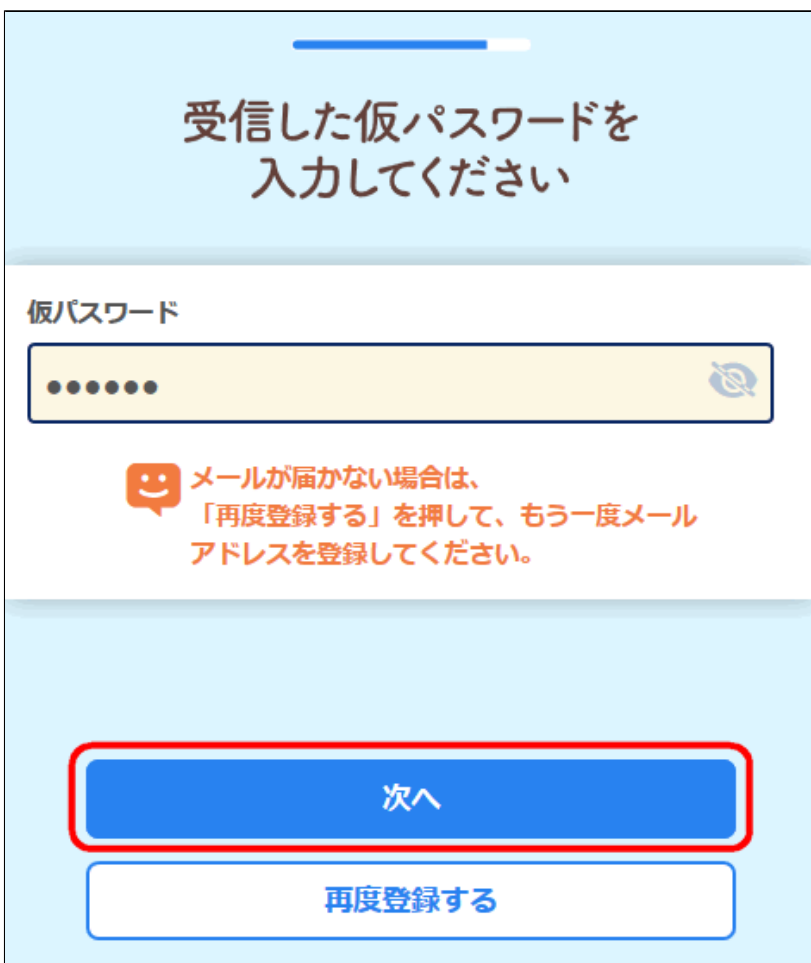 受信した仮パスワードを
入力してください
仮パスワード
●●●●●●
メールが届かない場合は、
「再度登録する」を押して、もう一度メール
アドレスを登録してください。
次へ
再度登録する